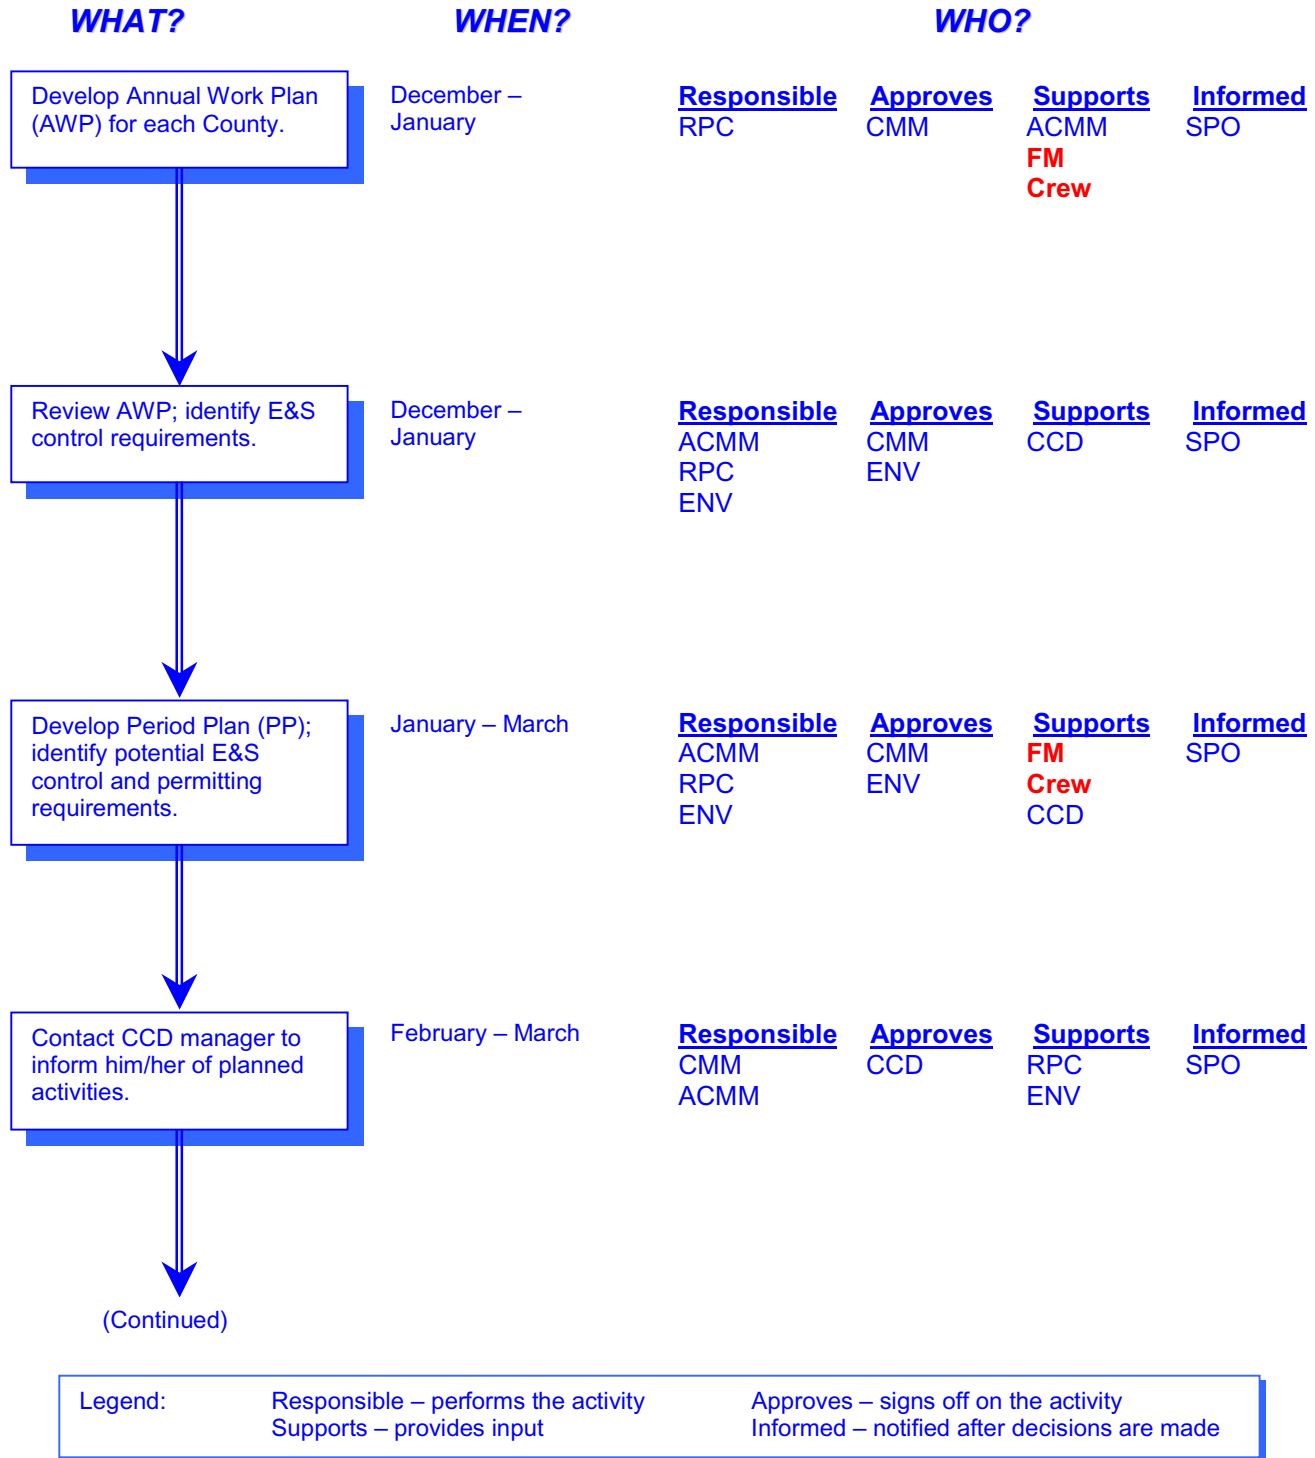 WHAT? WHEN? WHO?
Develop Annual Work Plan
(AWP) for each County.
December –
January
Responsible Approves Supports Informed
RPC CMM ACMM SPO
FM
Crew
Review AWP; identify E&S
control requirements.
December –
January
Responsible Approves Supports Informed
ACMM CMM CCD SPO
RPC ENV
ENV
Develop Period Plan (PP);
identify potential E&S
control and permitting
requirements.
January – March
Responsible Approves Supports Informed
ACMM CMM FM SPO
RPC ENV Crew
ENV CCD
Contact CCD manager to
inform him/her of planned
activities.
February – March
Responsible Approves Supports Informed
CMM CCD RPC SPO
ACMM ENV
(Continued)
Legend: Responsible – performs the activity Approves – signs off on the activity
Supports – provides input Informed – notified after decisions are made